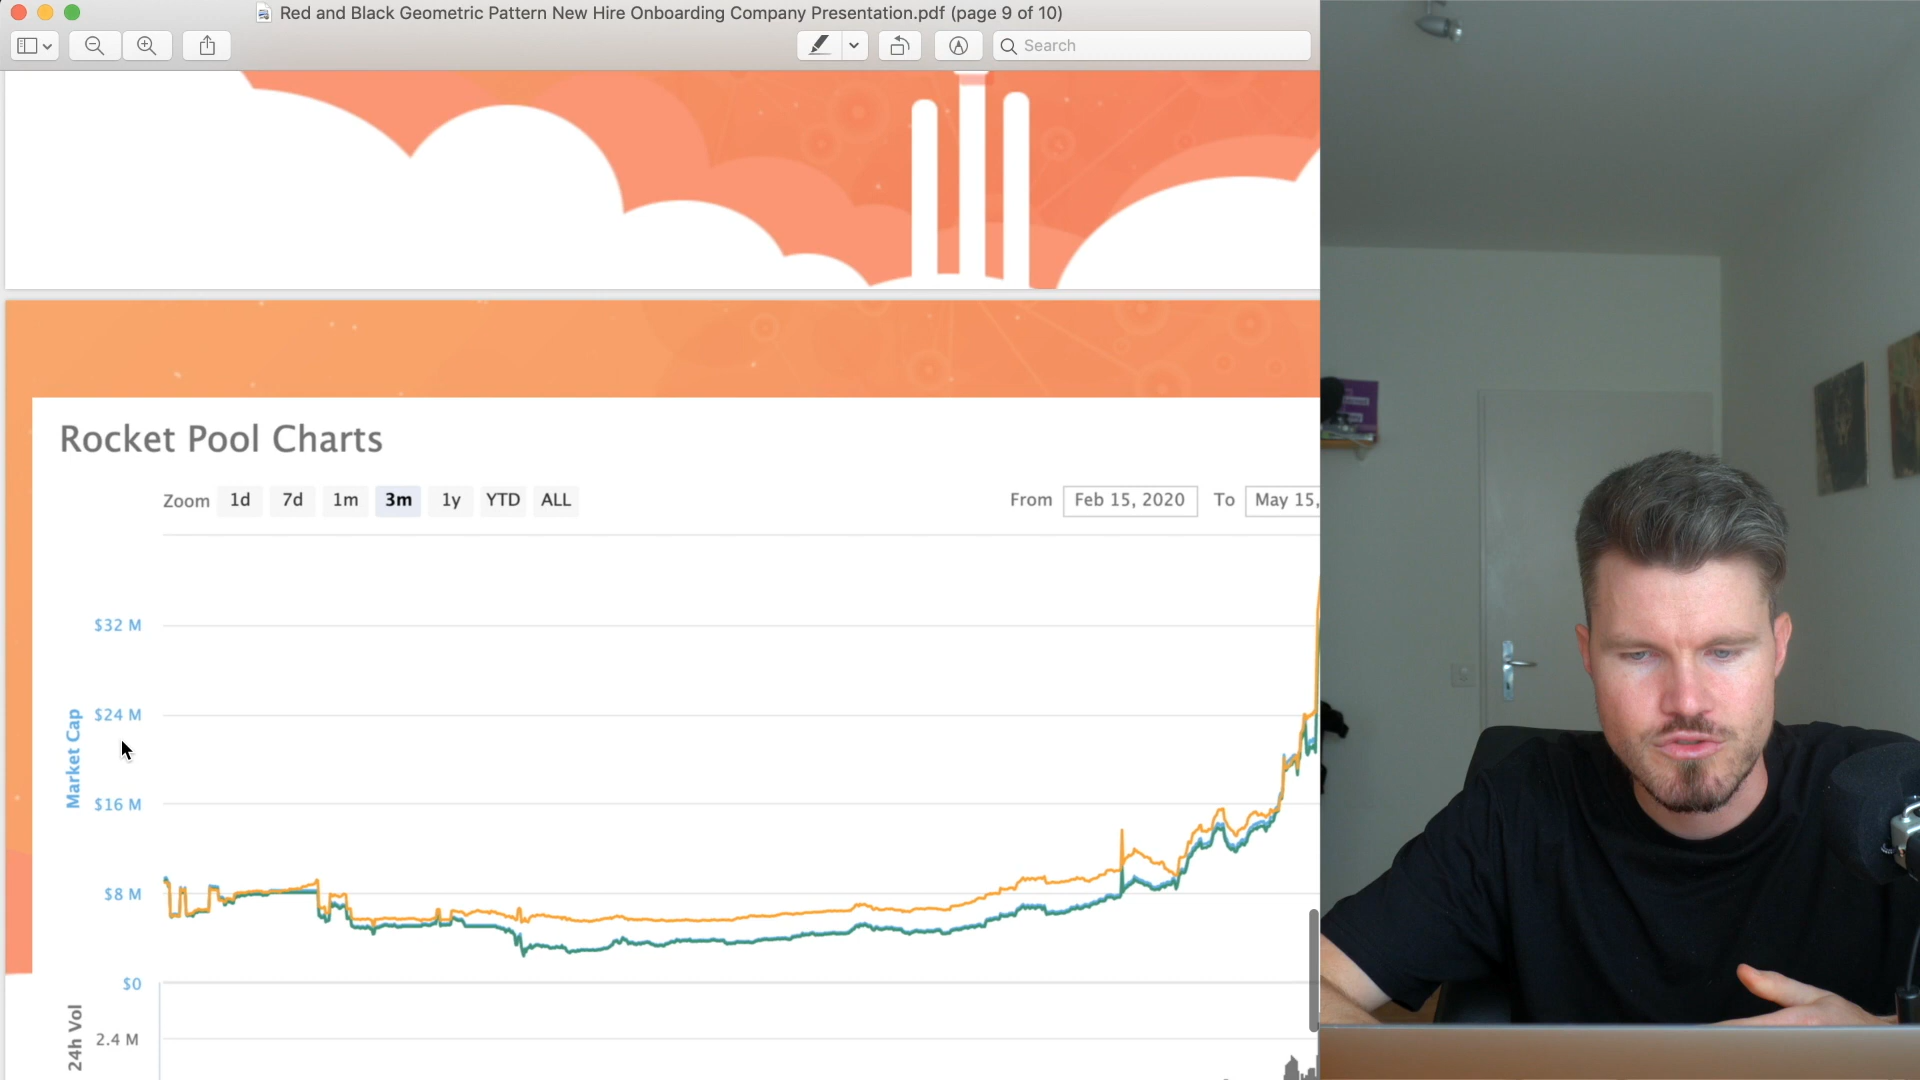 Red and Black Geometric Pattern New Hire Onboarding Company Presentation.pdf (page 9 of 10)
Search
Rocket Pool Charts
Zoom 1d 7d 1m 3m 1y YTD ALL
From Feb 15, 2020 To May 15,
$32 M
$24 M
Market Cap
$16 M
$8 M
$0
24h Vol
2.4 M